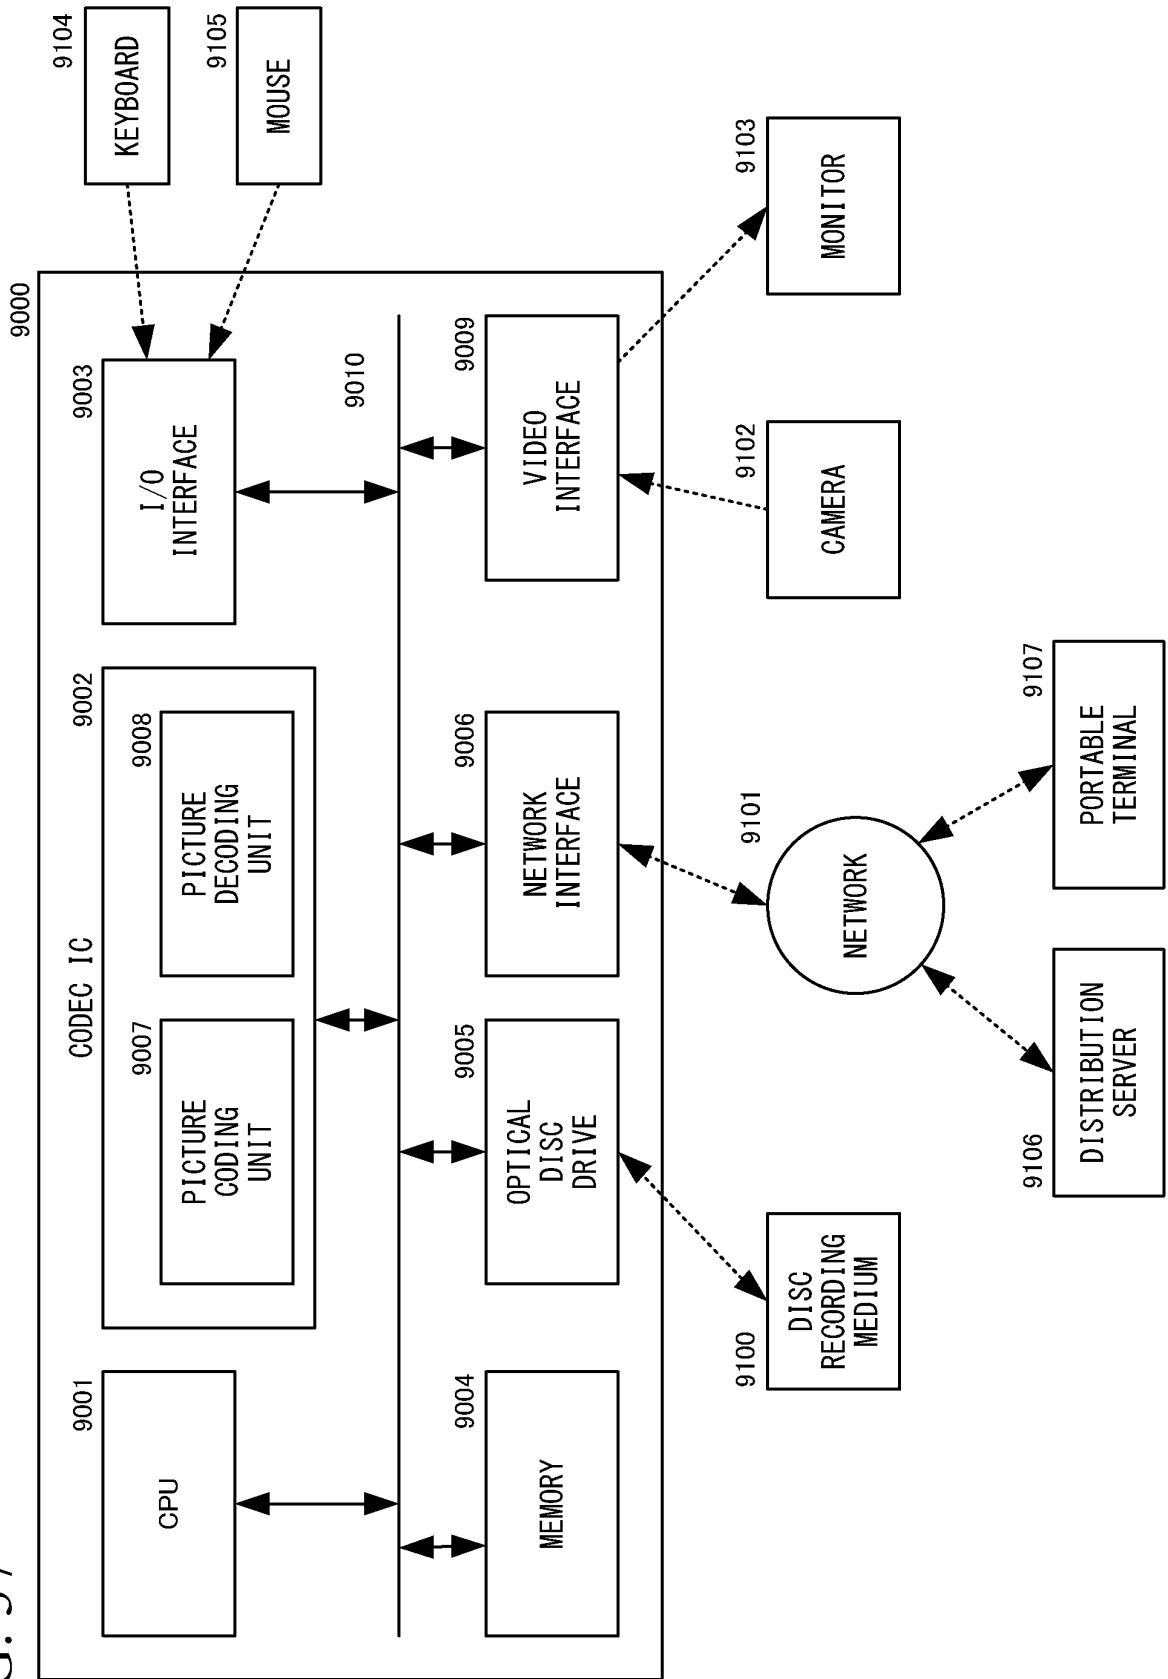 9000
9104
KEYBOARD
9001
CPU
CODEC IC
9002
9007
PICTURE
CODING
UNIT
9008
PICTURE
DECODING
UNIT
9003
I/O
INTERFACE
9105
MOUSE
9010
9004
MEMORY
9005
OPTICAL
DISC
DRIVE
9006
NETWORK
INTERFACE
9009
VIDEO
INTERFACE
9100
DISC
RECORDING
MEDIUM
9101
NETWORK
9102
CAMERA
9103
MONITOR
9106
DISTRIBUTION
SERVER
9107
PORTABLE
TERMINAL